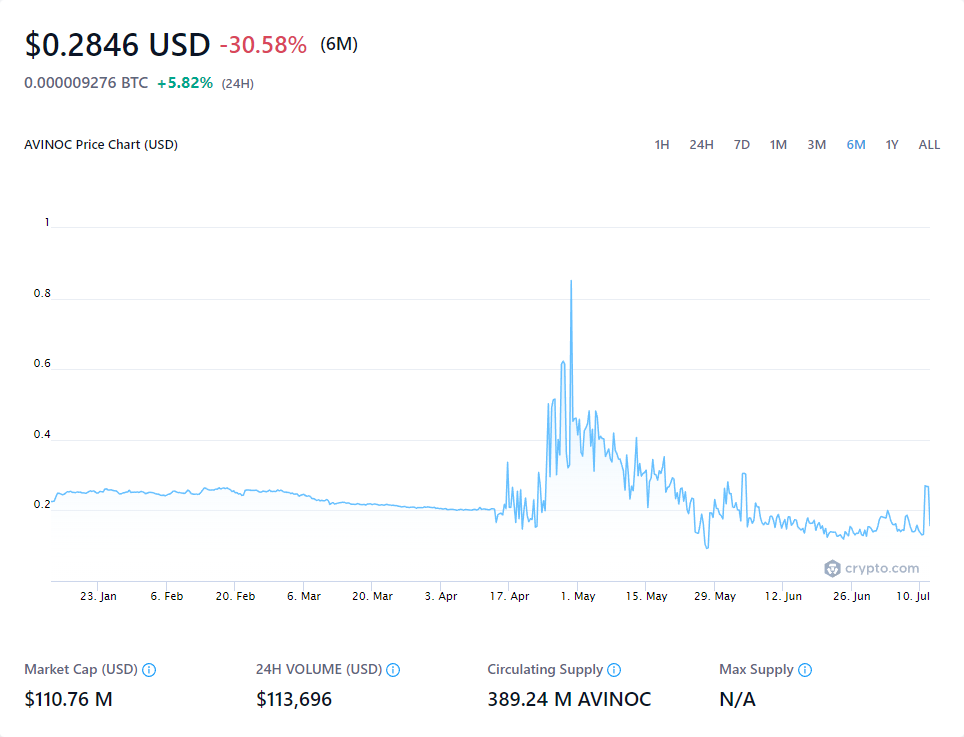 $0.2846 USD -30.58% (6M)
0.000009276 BTC +5.82% (24H)
AVINOC Price Chart (USD) 1H 24H 7D 1M 3M 6M 1Y ALL
1
0.8
0.6
0.4
0.2
crypto.com
23. Jan 6. Feb 20. Feb 6. Mar 20. Mar 3. Apr 17. Apr 1. May 15. May 29. May 12. Jun 26. Jun 10. Jul
Market Cap (USD) 24H VOLUME (USD) Circulating Supply Max Supply
$110.76 M $113,696 389.24 M AVINOC N/A